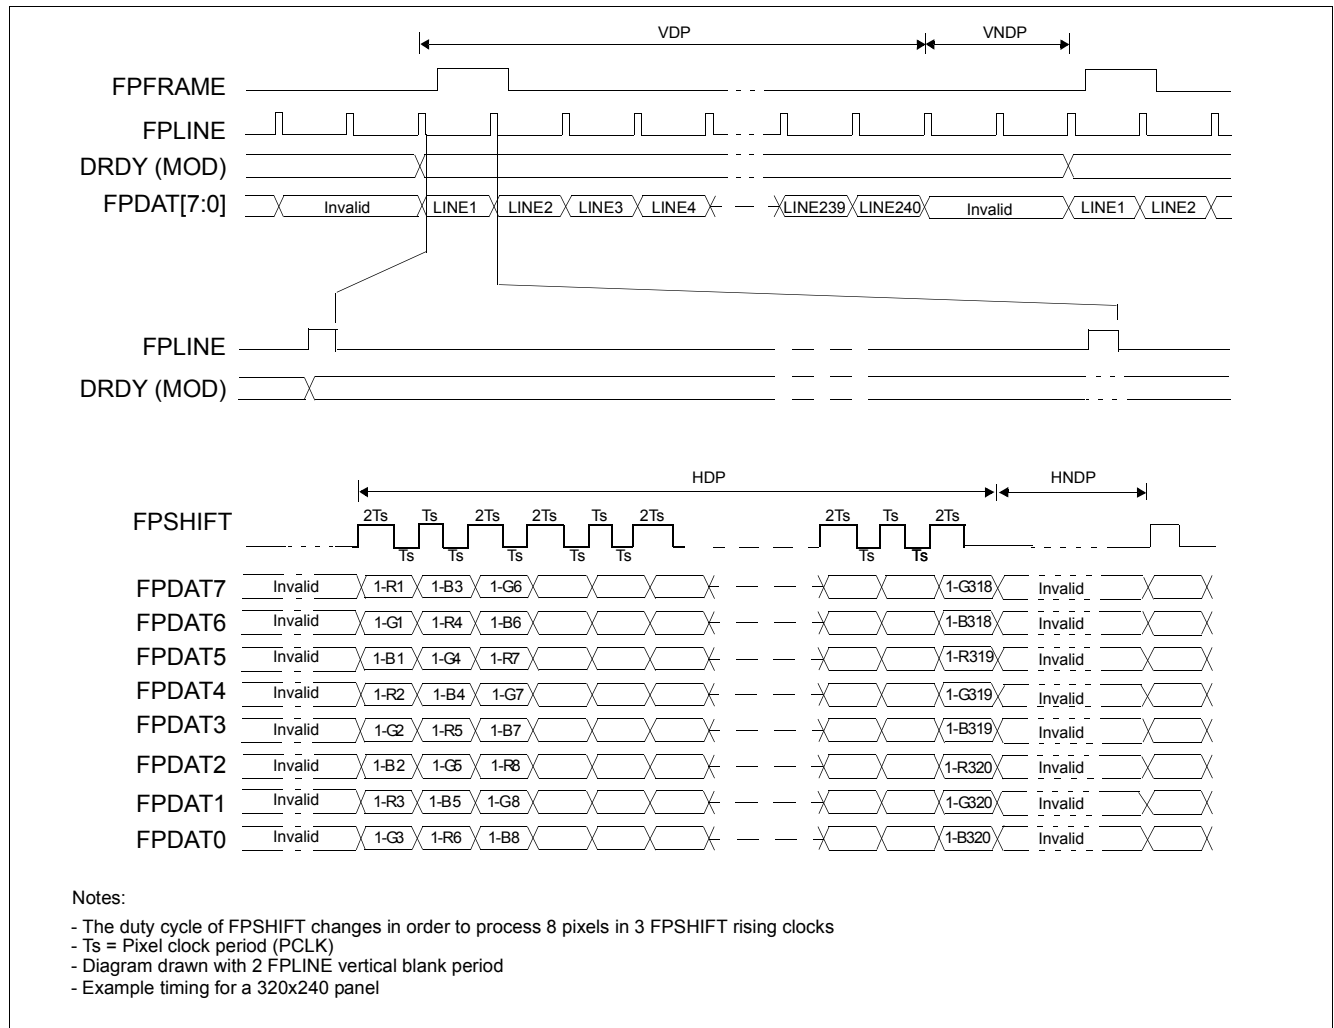 VDP VNDP
FPFRAME
FPLINE
DRDY (MOD)
FPDAT[7:0] Invalid LINE1 LINE2 LINE3 LINE4 LINE239 LINE240 Invalid LINE1 LINE2
FPLINE
DRDY (MOD)
HDP HNDP
FPSHIFT 2Ts Ts 2Ts 2Ts Ts 2Ts 2Ts Ts 2Ts
Ts Ts Ts Ts Ts Ts Ts
FPDAT7 Invalid 1-R1 1-B3 1-G6 1-G318 Invalid
FPDAT6 Invalid 1-G1 1-R4 1-B6 1-B318 Invalid
FPDAT5 Invalid 1-B1 1-G4 1-R7 1-R319 Invalid
FPDAT4 Invalid 1-R2 1-B4 1-G7 1-G319 Invalid
FPDAT3 Invalid 1-G2 1-R5 1-B7 1-B319 Invalid
FPDAT2 Invalid 1-B2 1-G5 1-R8 1-R320 Invalid
FPDAT1 Invalid 1-R3 1-B5 1-G8 1-G320 Invalid
FPDAT0 Invalid 1-G3 1-R6 1-B8 1-B320 Invalid
Notes:
- The duty cycle of FPSHIFT changes in order to process 8 pixels in 3 FPSHIFT rising clocks
- Ts = Pixel clock period (PCLK)
- Diagram drawn with 2 FPLINE vertical blank period
- Example timing for a 320x240 panel